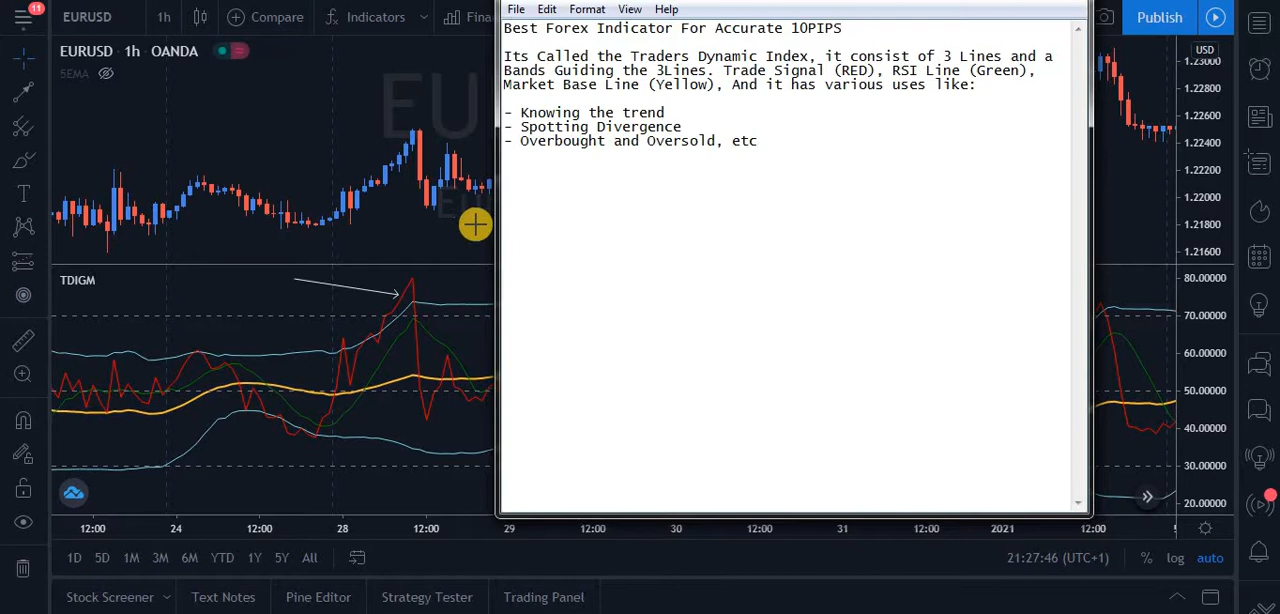 11
EURUSD
1h
Compare
Indicators
Publish
EURUSD · 1h · OANDA
5EMA
TDIGM
File Edit Format View Help
Best Forex Indicator For Accurate 10PIPS
Its Called the Traders Dynamic Index, it consist of 3 Lines and a
Bands Guiding the 3Lines. Trade Signal (RED), RSI Line (Green),
Market Base Line (Yellow), And it has various uses like:
- Knowing the trend
- Spotting Divergence
- Overbought and Oversold, etc
USD
1.23000
1.22800
1.22600
1.22400
1.22200
1.22000
1.21800
1.21600
80.00000
70.00000
60.00000
50.00000
40.00000
30.00000
20.00000
12:00 24 12:00 28 12:00 29 12:00 30 12:00 31 12:00 2021 12:00
1D 5D 1M 3M 6M YTD 1Y 5Y All
21:27:46 (UTC+1) % log auto
Stock Screener Text Notes Pine Editor Strategy Tester Trading Panel